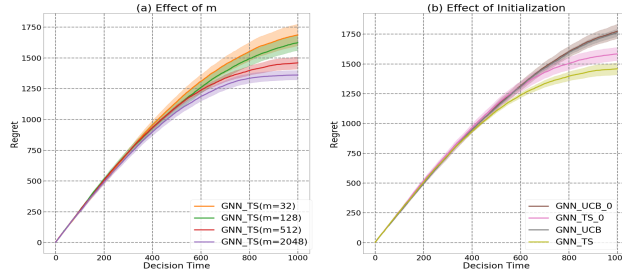 (a) Effect of m
Regret
1750
1500
1250
1000
750
500
250
0
0 200 400 600 800 1000
Decision Time
GNN_TS(m=32)
GNN_TS(m=128)
GNN_TS(m=512)
GNN_TS(m=2048)
(b) Effect of Initialization
Regret
1750
1500
1250
1000
750
500
250
0
0 200 400 600 800 1000
Decision Time
GNN_UCB_0
GNN_TS_0
GNN_UCB
GNN_TS